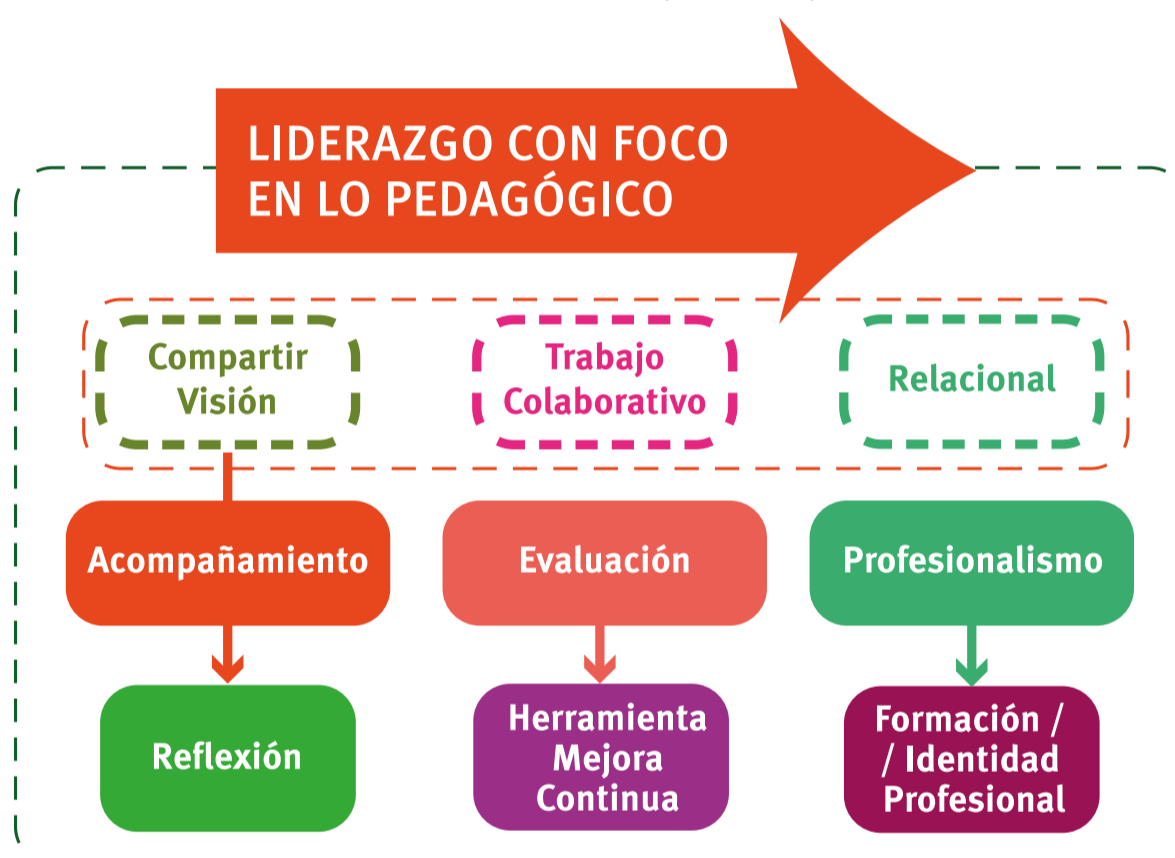 LIDERAZGO CON FOCO
EN LO PEDAGÓGICO
Compartir
Visión
Trabajo
Colaborativo
Relacional
Acompañamiento
Evaluación
Profesionalismo
Reflexión
Herramienta
Mejora
Continua
Formación /
/ Identidad
Profesional